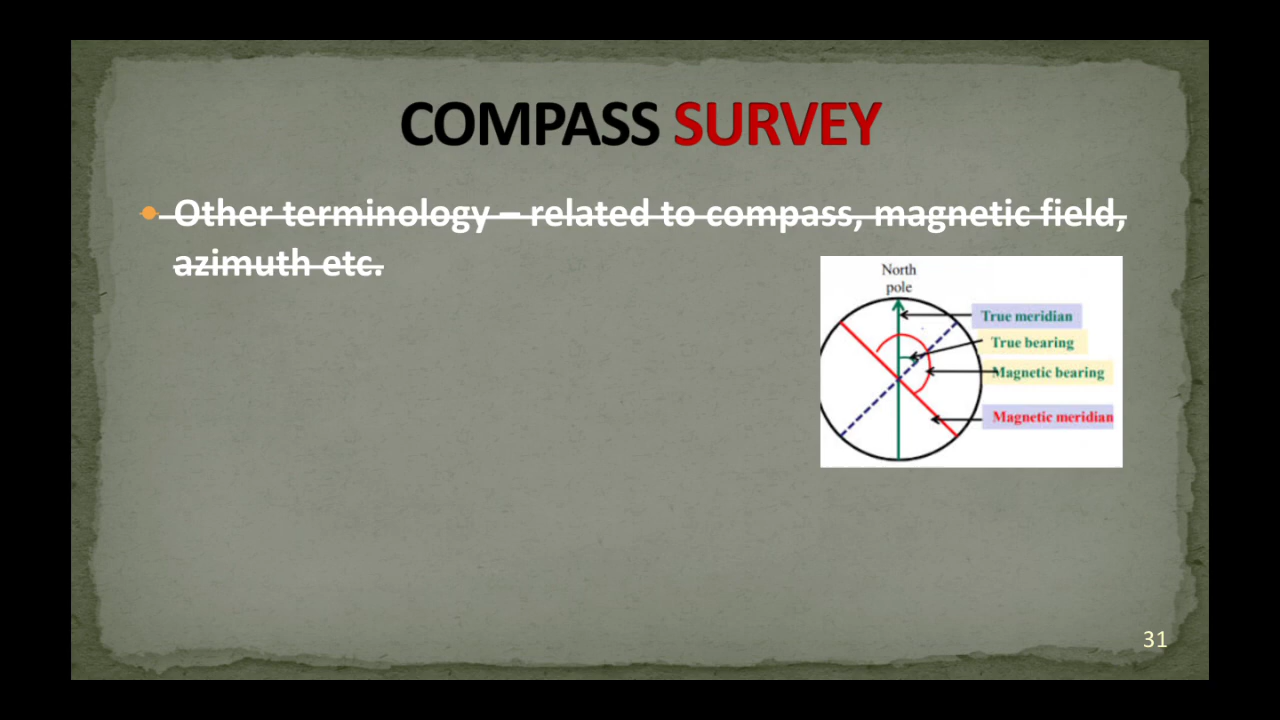 COMPASS SURVEY
Other terminology – related to compass, magnetic field,
azimuth etc.
North
pole
True meridian
True bearing
Magnetic bearing
Magnetic meridian
31